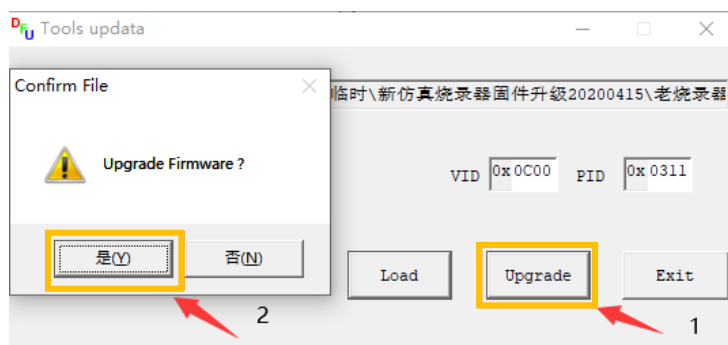 DFU Tools updata
Confirm File
临时\新仿真烧录器固件升级20200415\老烧录器
Upgrade Firmware ?
VID 0x 0C00 PID 0x 0311
是(Y) 否(N)
Load Upgrade Exit
2
1